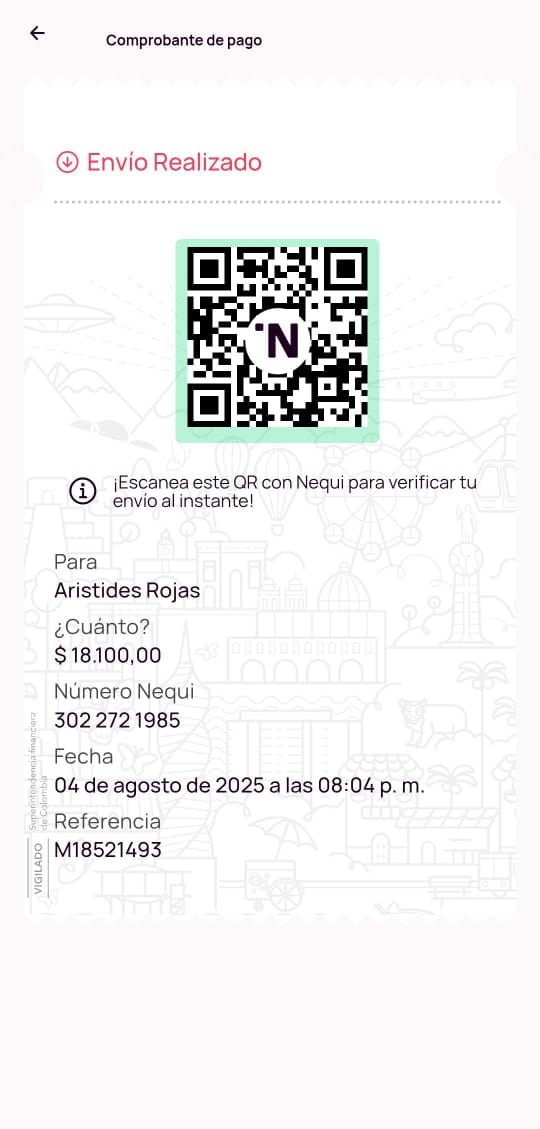 Comprobante de pago
Envío Realizado
N
¡Escanea este QR con Nequi para verificar tu
envío al instante!
Para
Aristides Rojas
¿Cuánto?
$ 18.100,00
Número Nequi
302 272 1985
Fecha
04 de agosto de 2025 a las 08:04 p. m.
Referencia
M18521493
VIGILADO
Superintendencia financiera
de Colombia